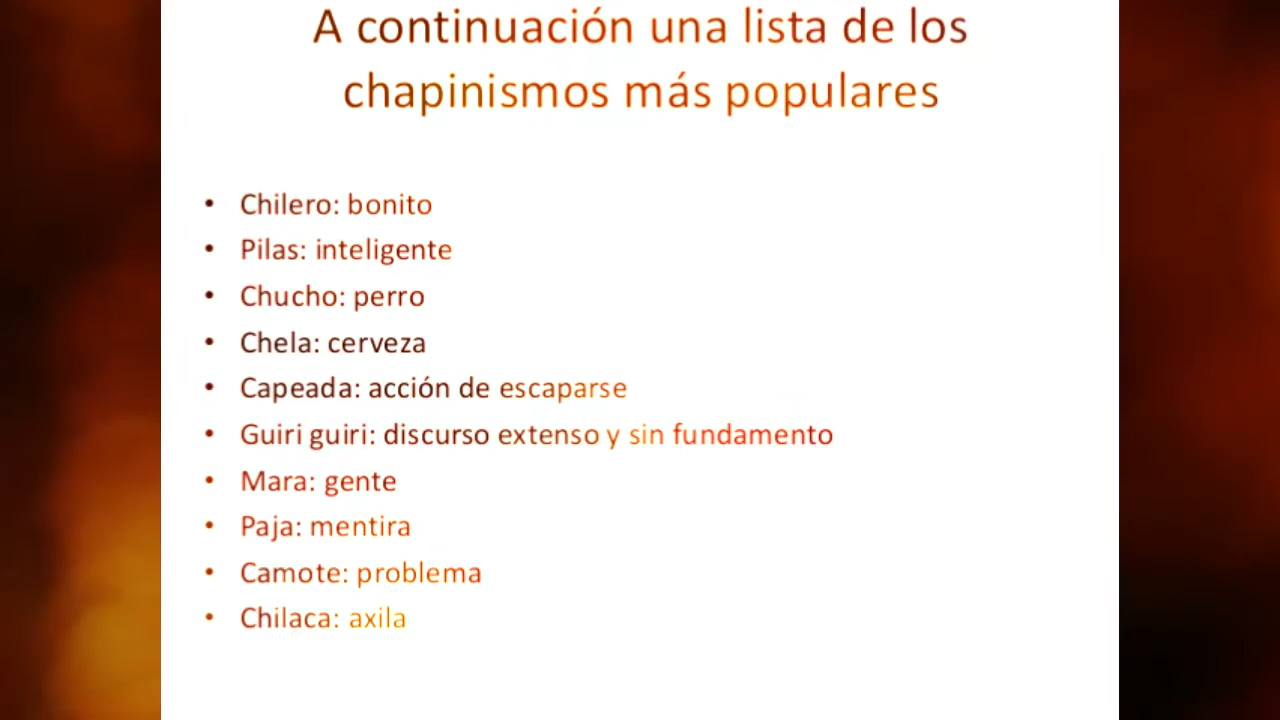 A continuación una lista de los
chapinismos más populares
• Chilero: bonito
• Pilas: inteligente
• Chucho: perro
• Chela: cerveza
• Capeada: acción de escaparse
• Guiri guiri: discurso extenso y sin fundamento
• Mara: gente
• Paja: mentira
• Camote: problema
• Chilaca: axila